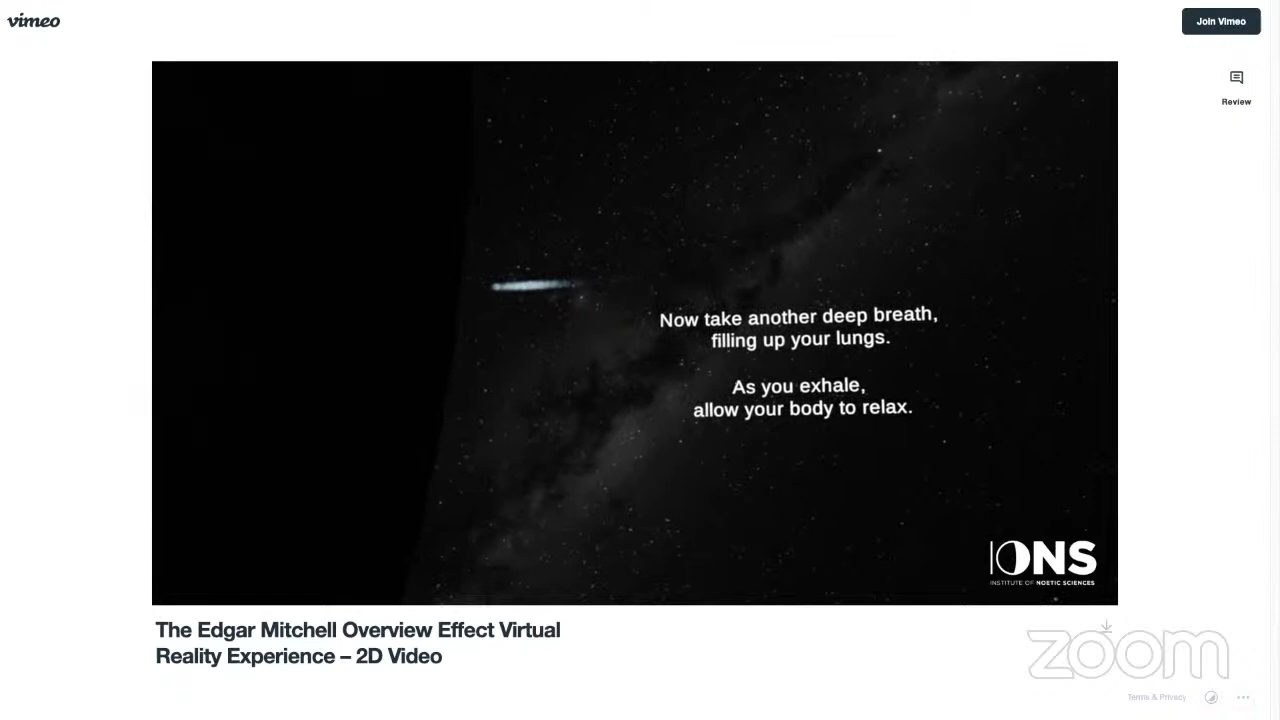 vimeo
Join Vimeo
Review
Now take another deep breath,
filling up your lungs.
As you exhale,
allow your body to relax.
IONS
INSTITUTE OF NOETIC SCIENCES
The Edgar Mitchell Overview Effect Virtual
Reality Experience – 2D Video
zoom
Terms & Privacy